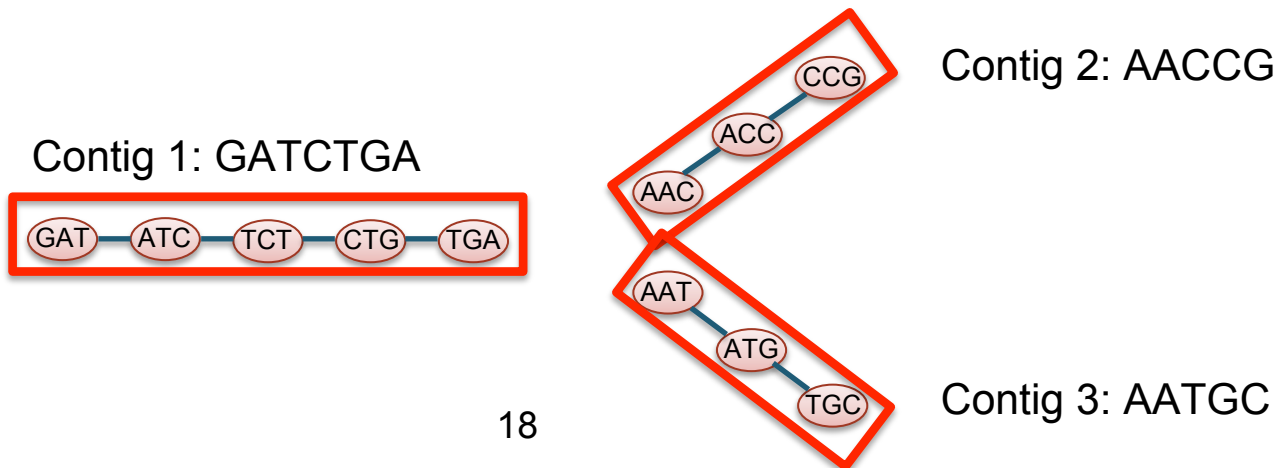 Contig 1: GATCTGA
GAT ATC TCT CTG TGA
Contig 2: AACCG
CCG
ACC
AAC
AAT
ATG
TGC
Contig 3: AATGC
18